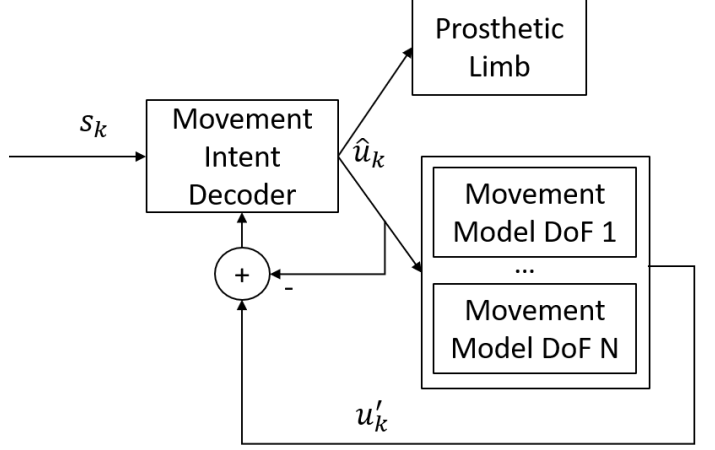 Prosthetic
Limb
s_k
Movement
Intent
Decoder
û_k
Movement
Model DoF 1
...
Movement
Model DoF N
+
-
u′_k